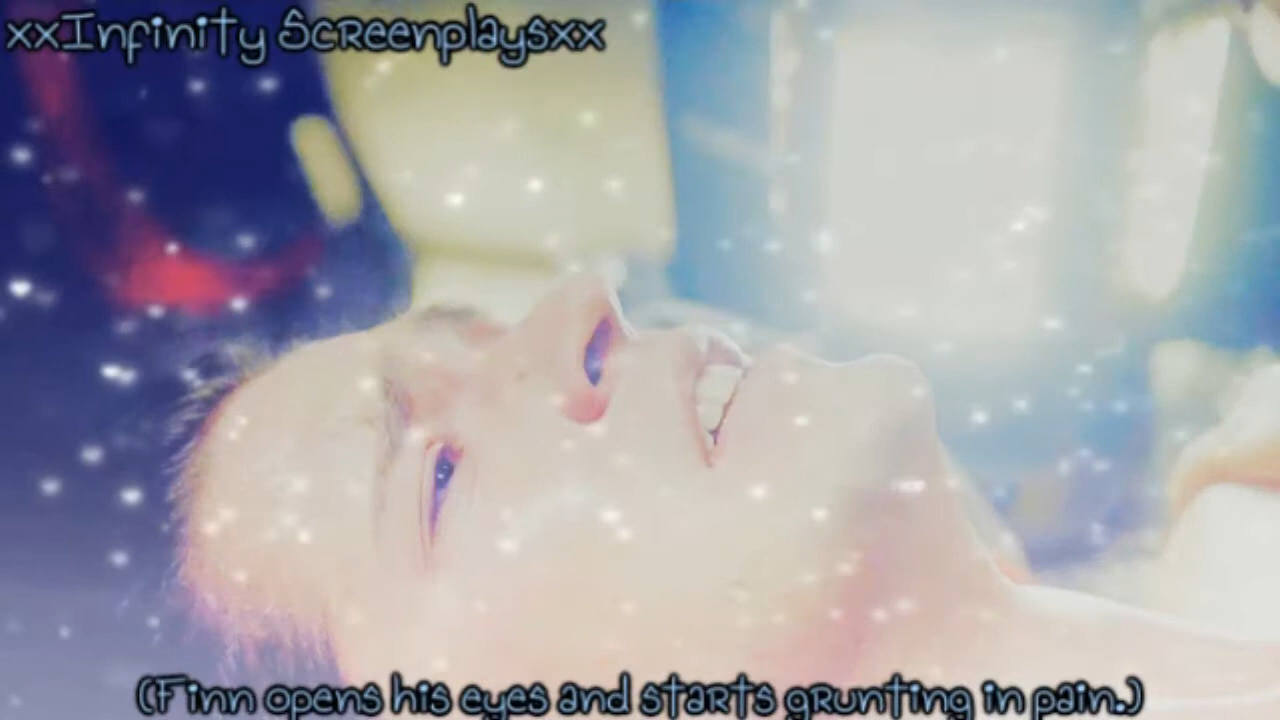 xxInfinity Screenplaysxx
(Finn opens his eyes and starts grunting in pain.)